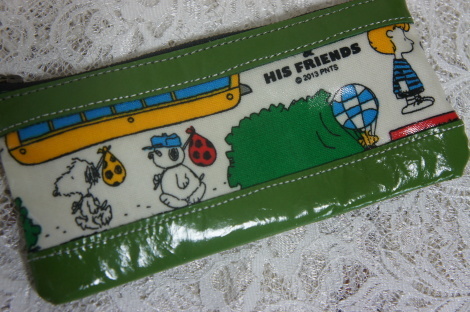 HIS FRIENDS
© 2013 PNTS